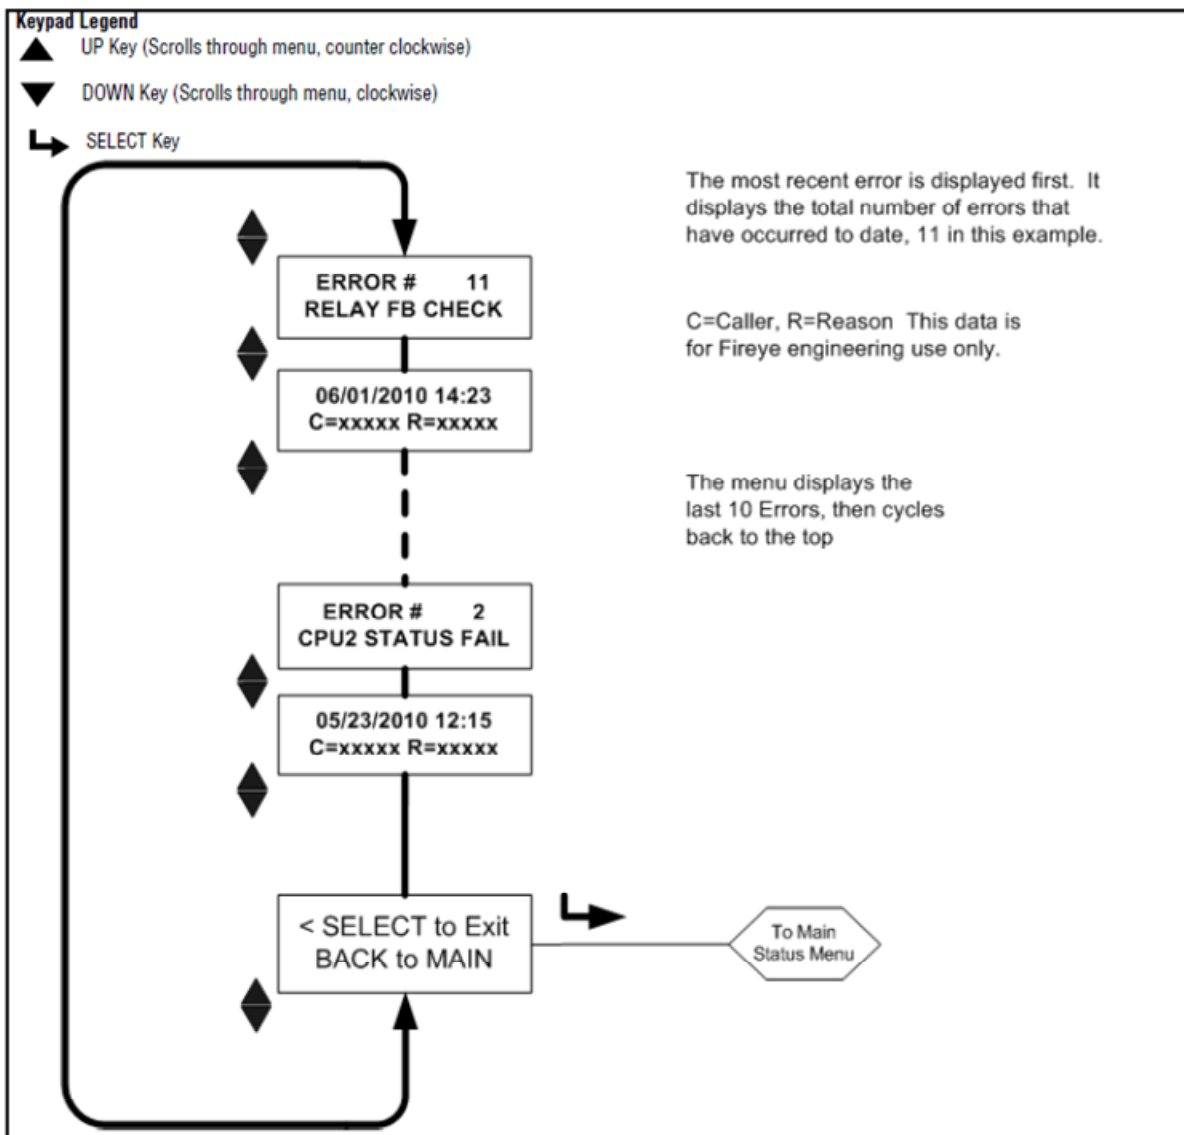 Keypad Legend
UP Key (Scrolls through menu, counter clockwise)
DOWN Key (Scrolls through menu, clockwise)
SELECT Key
The most recent error is displayed first. It
displays the total number of errors that
have occurred to date, 11 in this example.
ERROR # 11
RELAY FB CHECK
C=Caller, R=Reason This data is
for Fireye engineering use only.
06/01/2010 14:23
C=xxxxx R=xxxxx
The menu displays the
last 10 Errors, then cycles
back to the top
ERROR # 2
CPU2 STATUS FAIL
05/23/2010 12:15
C=xxxxx R=xxxxx
< SELECT to Exit
BACK to MAIN
To Main
Status Menu